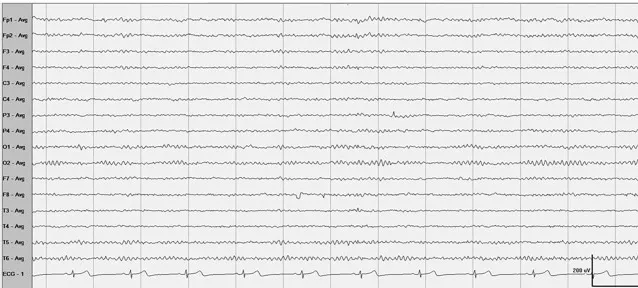 Fp1 - Avg
Fp2 - Avg
F3 - Avg
F4 - Avg
C3 - Avg
C4 - Avg
P3 - Avg
P4 - Avg
O1 - Avg
O2 - Avg
F7 - Avg
F8 - Avg
T3 - Avg
T4 - Avg
T5 - Avg
T6 - Avg
ECG - 1
200 uV